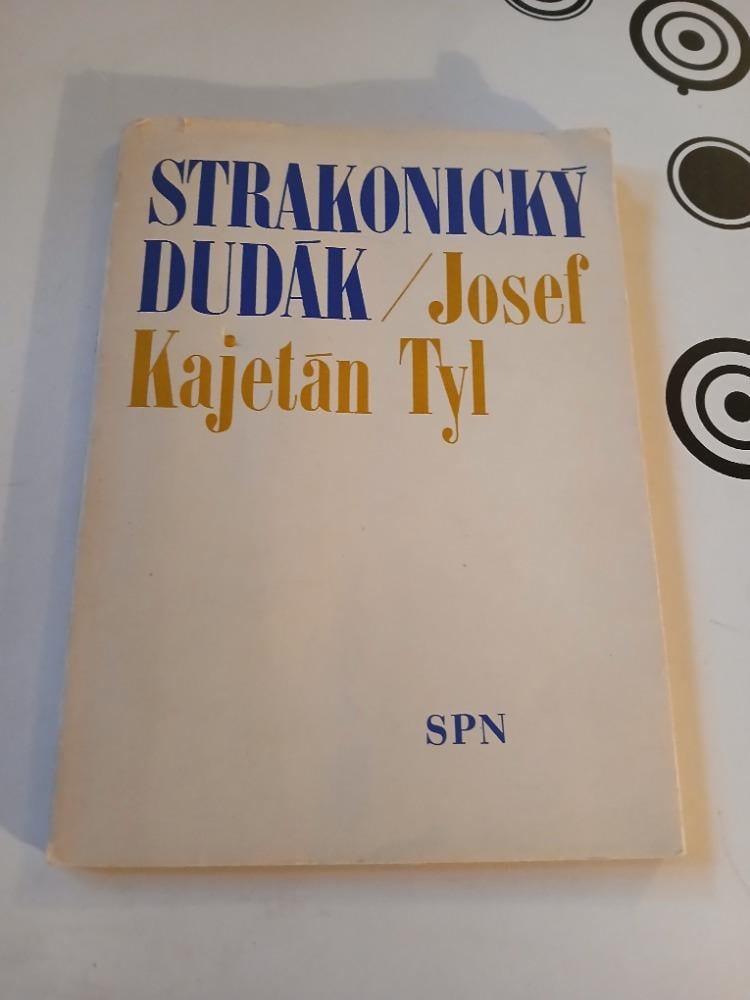 STRAKONICKÝ
DUDÁK / Josef
Kajetán Tyl
SPN